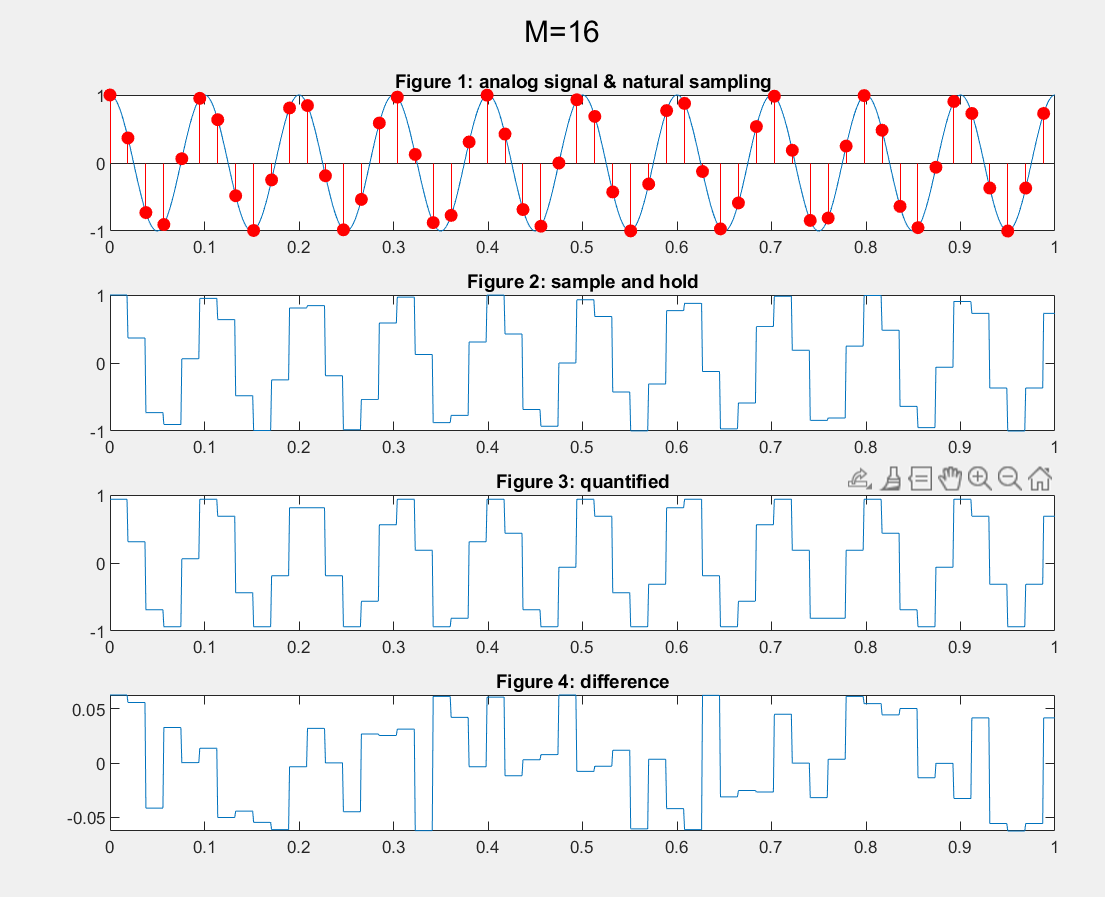 M=16
Figure 1: analog signal & natural sampling
1
0
-1
0 0.1 0.2 0.3 0.4 0.5 0.6 0.7 0.8 0.9 1
Figure 2: sample and hold
1
0
-1
0 0.1 0.2 0.3 0.4 0.5 0.6 0.7 0.8 0.9 1
Figure 3: quantified
1
0
-1
0 0.1 0.2 0.3 0.4 0.5 0.6 0.7 0.8 0.9 1
Figure 4: difference
0.05
0
-0.05
0 0.1 0.2 0.3 0.4 0.5 0.6 0.7 0.8 0.9 1